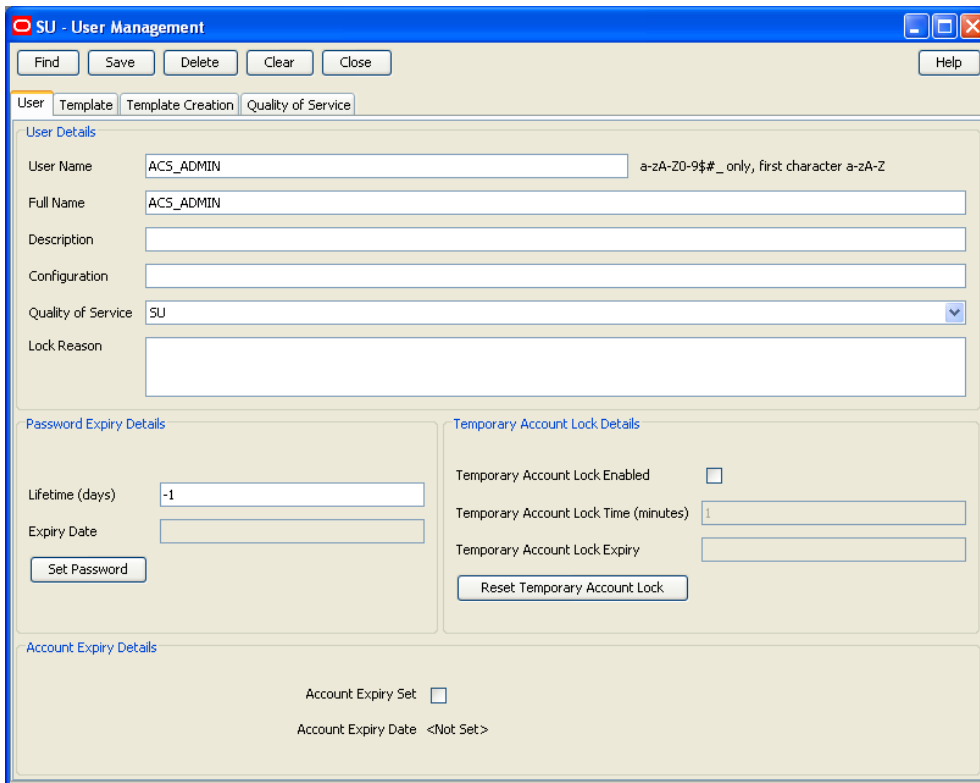 SU - User Management
Find Save Delete Clear Close Help
User Template Template Creation Quality of Service
User Details
User Name ACS_ADMIN a-zA-Z0-9$#_ only, first character a-zA-Z
Full Name ACS_ADMIN
Description
Configuration
Quality of Service SU
Lock Reason
Password Expiry Details
Lifetime (days) -1
Expiry Date
Set Password
Temporary Account Lock Details
Temporary Account Lock Enabled
Temporary Account Lock Time (minutes) 1
Temporary Account Lock Expiry
Reset Temporary Account Lock
Account Expiry Details
Account Expiry Set
Account Expiry Date <Not Set>